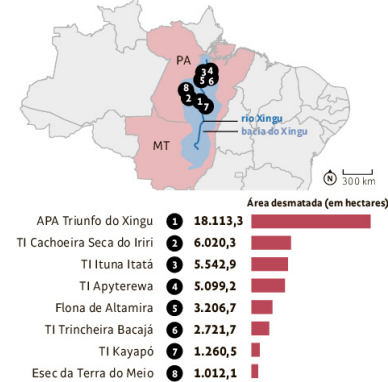 PA
3 4
5 6
8
2 1
7
rio Xingu
bacia do Xingu
MT
N
300 km
Área desmatada (em hectares)
APA Triunfo do Xingu 1 18.113,3
TI Cachoeira Seca do Iriri 2 6.020,3
TI Ituna Itatá 3 5.542,9
TI Apyterewa 4 5.099,2
Flona de Altamira 5 3.206,7
TI Trincheira Bacajá 6 2.721,7
TI Kayapó 7 1.260,5
Esec da Terra do Meio 8 1.012,1